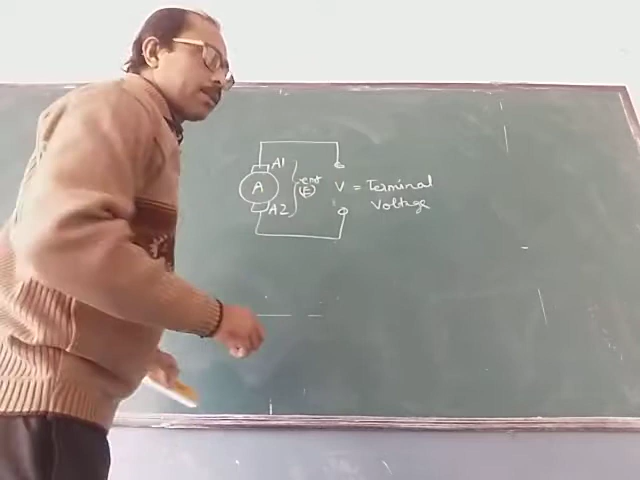 A1
emf
A
(E)
V = Terminal
A2
Voltage